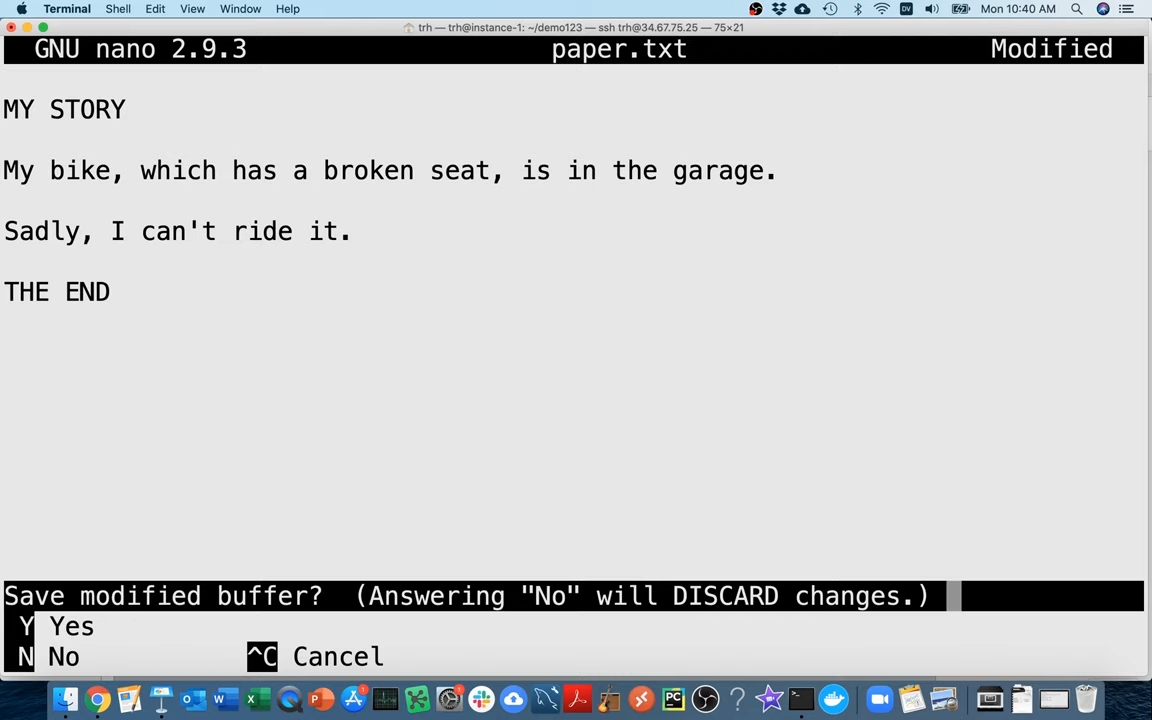 Terminal Shell Edit View Window Help DV Mon 10:40 AM
trh — trh@instance-1: ~/demo123 — ssh trh@34.67.75.25 — 75×21
GNU nano 2.9.3 paper.txt Modified
MY STORY
My bike, which has a broken seat, is in the garage.
Sadly, I can't ride it.
THE END
Save modified buffer? (Answering "No" will DISCARD changes.)
Y Yes
N No ^C Cancel